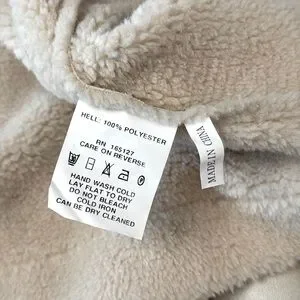 HELL: 100% POLYESTER
RN 165127
CARE ON REVERSE
HAND WASH COLD
LAY FLAT TO DRY
DO NOT BLEACH
COLD IRON
CAN BE DRY CLEANED
MADE IN CHINA